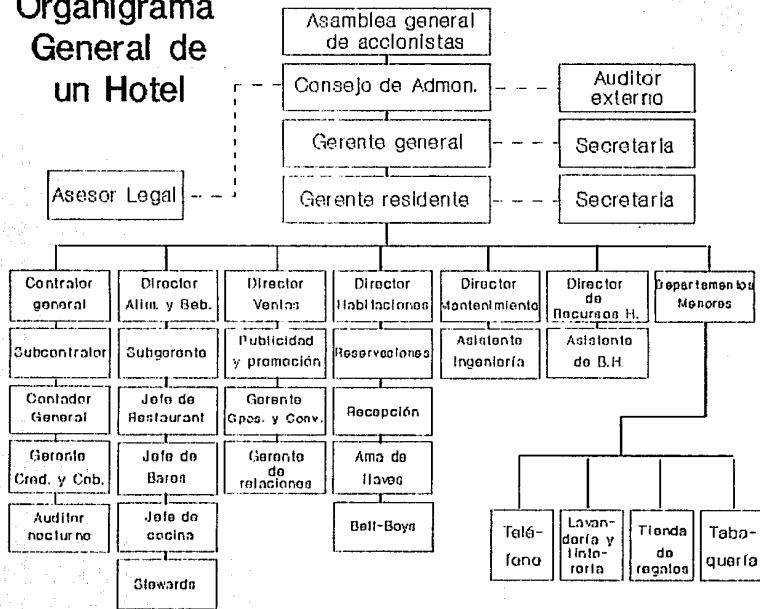 Organigrama
General de
un Hotel
Asamblea general
de accionistas
Consejo de Admon.
Auditor
externo
Gerente general
Secretaria
Asesor Legal
Gerente residente
Secretaria
Contralor
general
Director
Alim. y Beb.
Director
Ventas
Director
Habitaciones
Director
Mantenimiento
Director
de
Recursos H.
Departamentos
Menores
Subcontralor
Subgerente
Publicidad
y promoción
Reservaciones
Asistente
Ingeniería
Asistente
de R.H.
Contador
General
Jefe de
Restaurant
Gerente
Gpos. y Conv.
Recepción
Gerente
Cred. y Cob.
Jefe de
Bares
Gerente
de
relaciones
Ama de
llaves
Auditor
nocturno
Jefe de
cocina
Bell-Boys
Stewards
Telé-
fono
Lavan-
dería y
tinto-
rería
Tienda
de
regalos
Taba-
quería